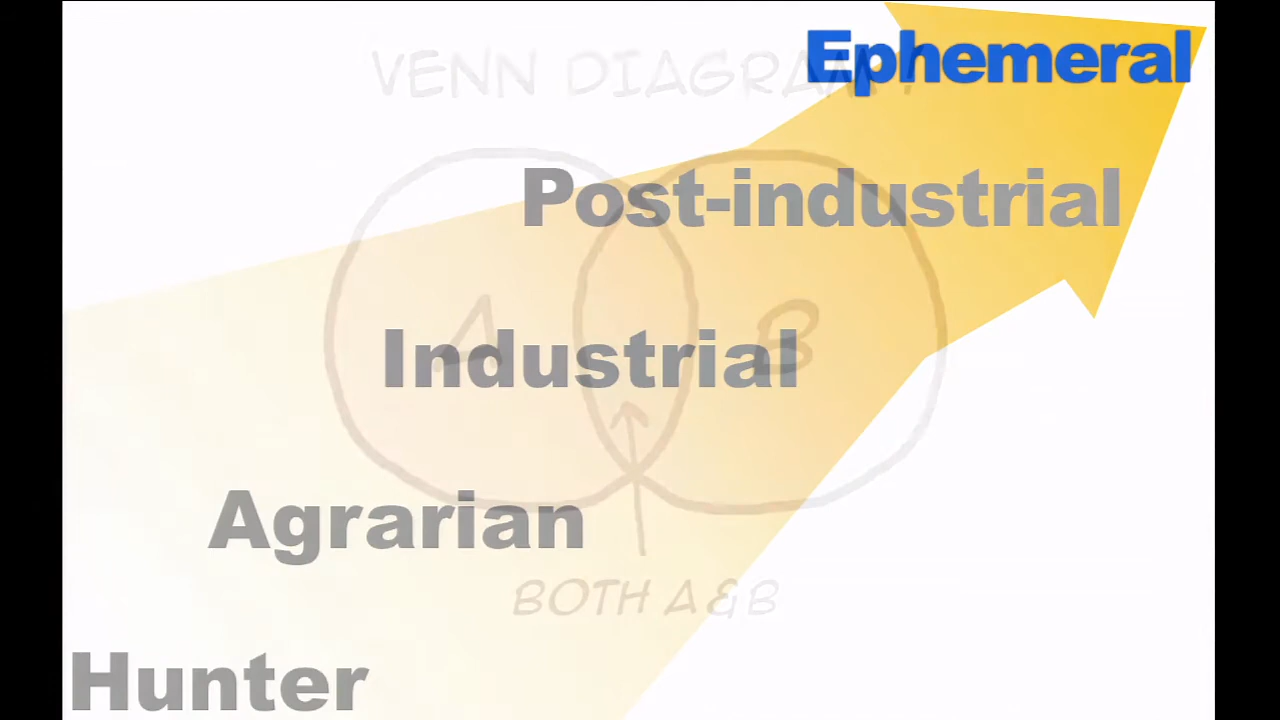 Ephemeral
VENN DIAGRAM!
Post-industrial
A B
Industrial
Agrarian
BOTH A & B
Hunter